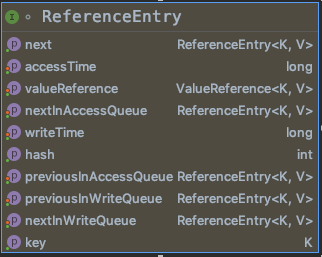 I ReferenceEntry
p next ReferenceEntry<K, V>
p accessTime long
p valueReference ValueReference<K, V>
p nextInAccessQueue ReferenceEntry<K, V>
p writeTime long
p hash int
p previousInAccessQueue ReferenceEntry<K, V>
p previousInWriteQueue ReferenceEntry<K, V>
p nextInWriteQueue ReferenceEntry<K, V>
p key K